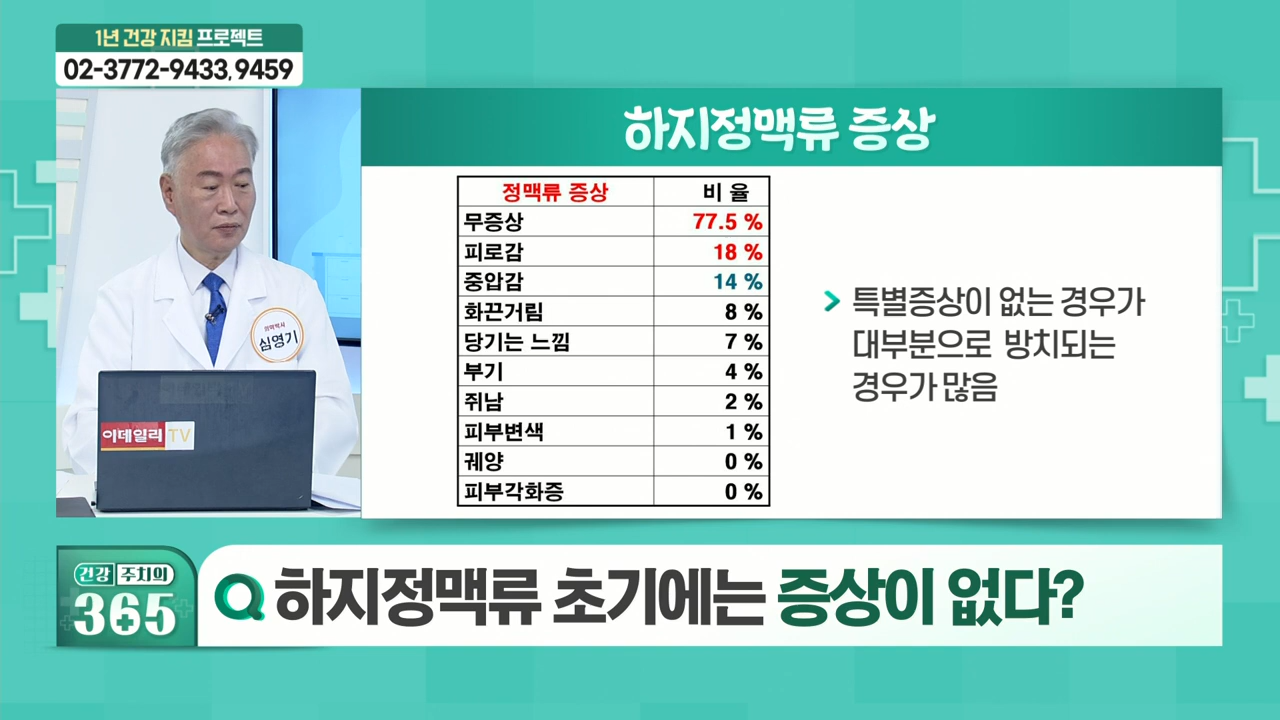 1년 건강 지킴 프로젝트
02-3772-9433, 9459
하지정맥류 증상
정맥류 증상 비 율
무증상 77.5 %
피로감 18 %
중압감 14 %
화끈거림 8 %
당기는 느낌 7 %
부기 4 %
쥐남 2 %
피부변색 1 %
궤양 0 %
피부각화증 0 %
특별증상이 없는 경우가
대부분으로 방치되는
경우가 많음
의학박사
심영기
이데일리 TV
건강 주치의
365
Q 하지정맥류 초기에는 증상이 없다?